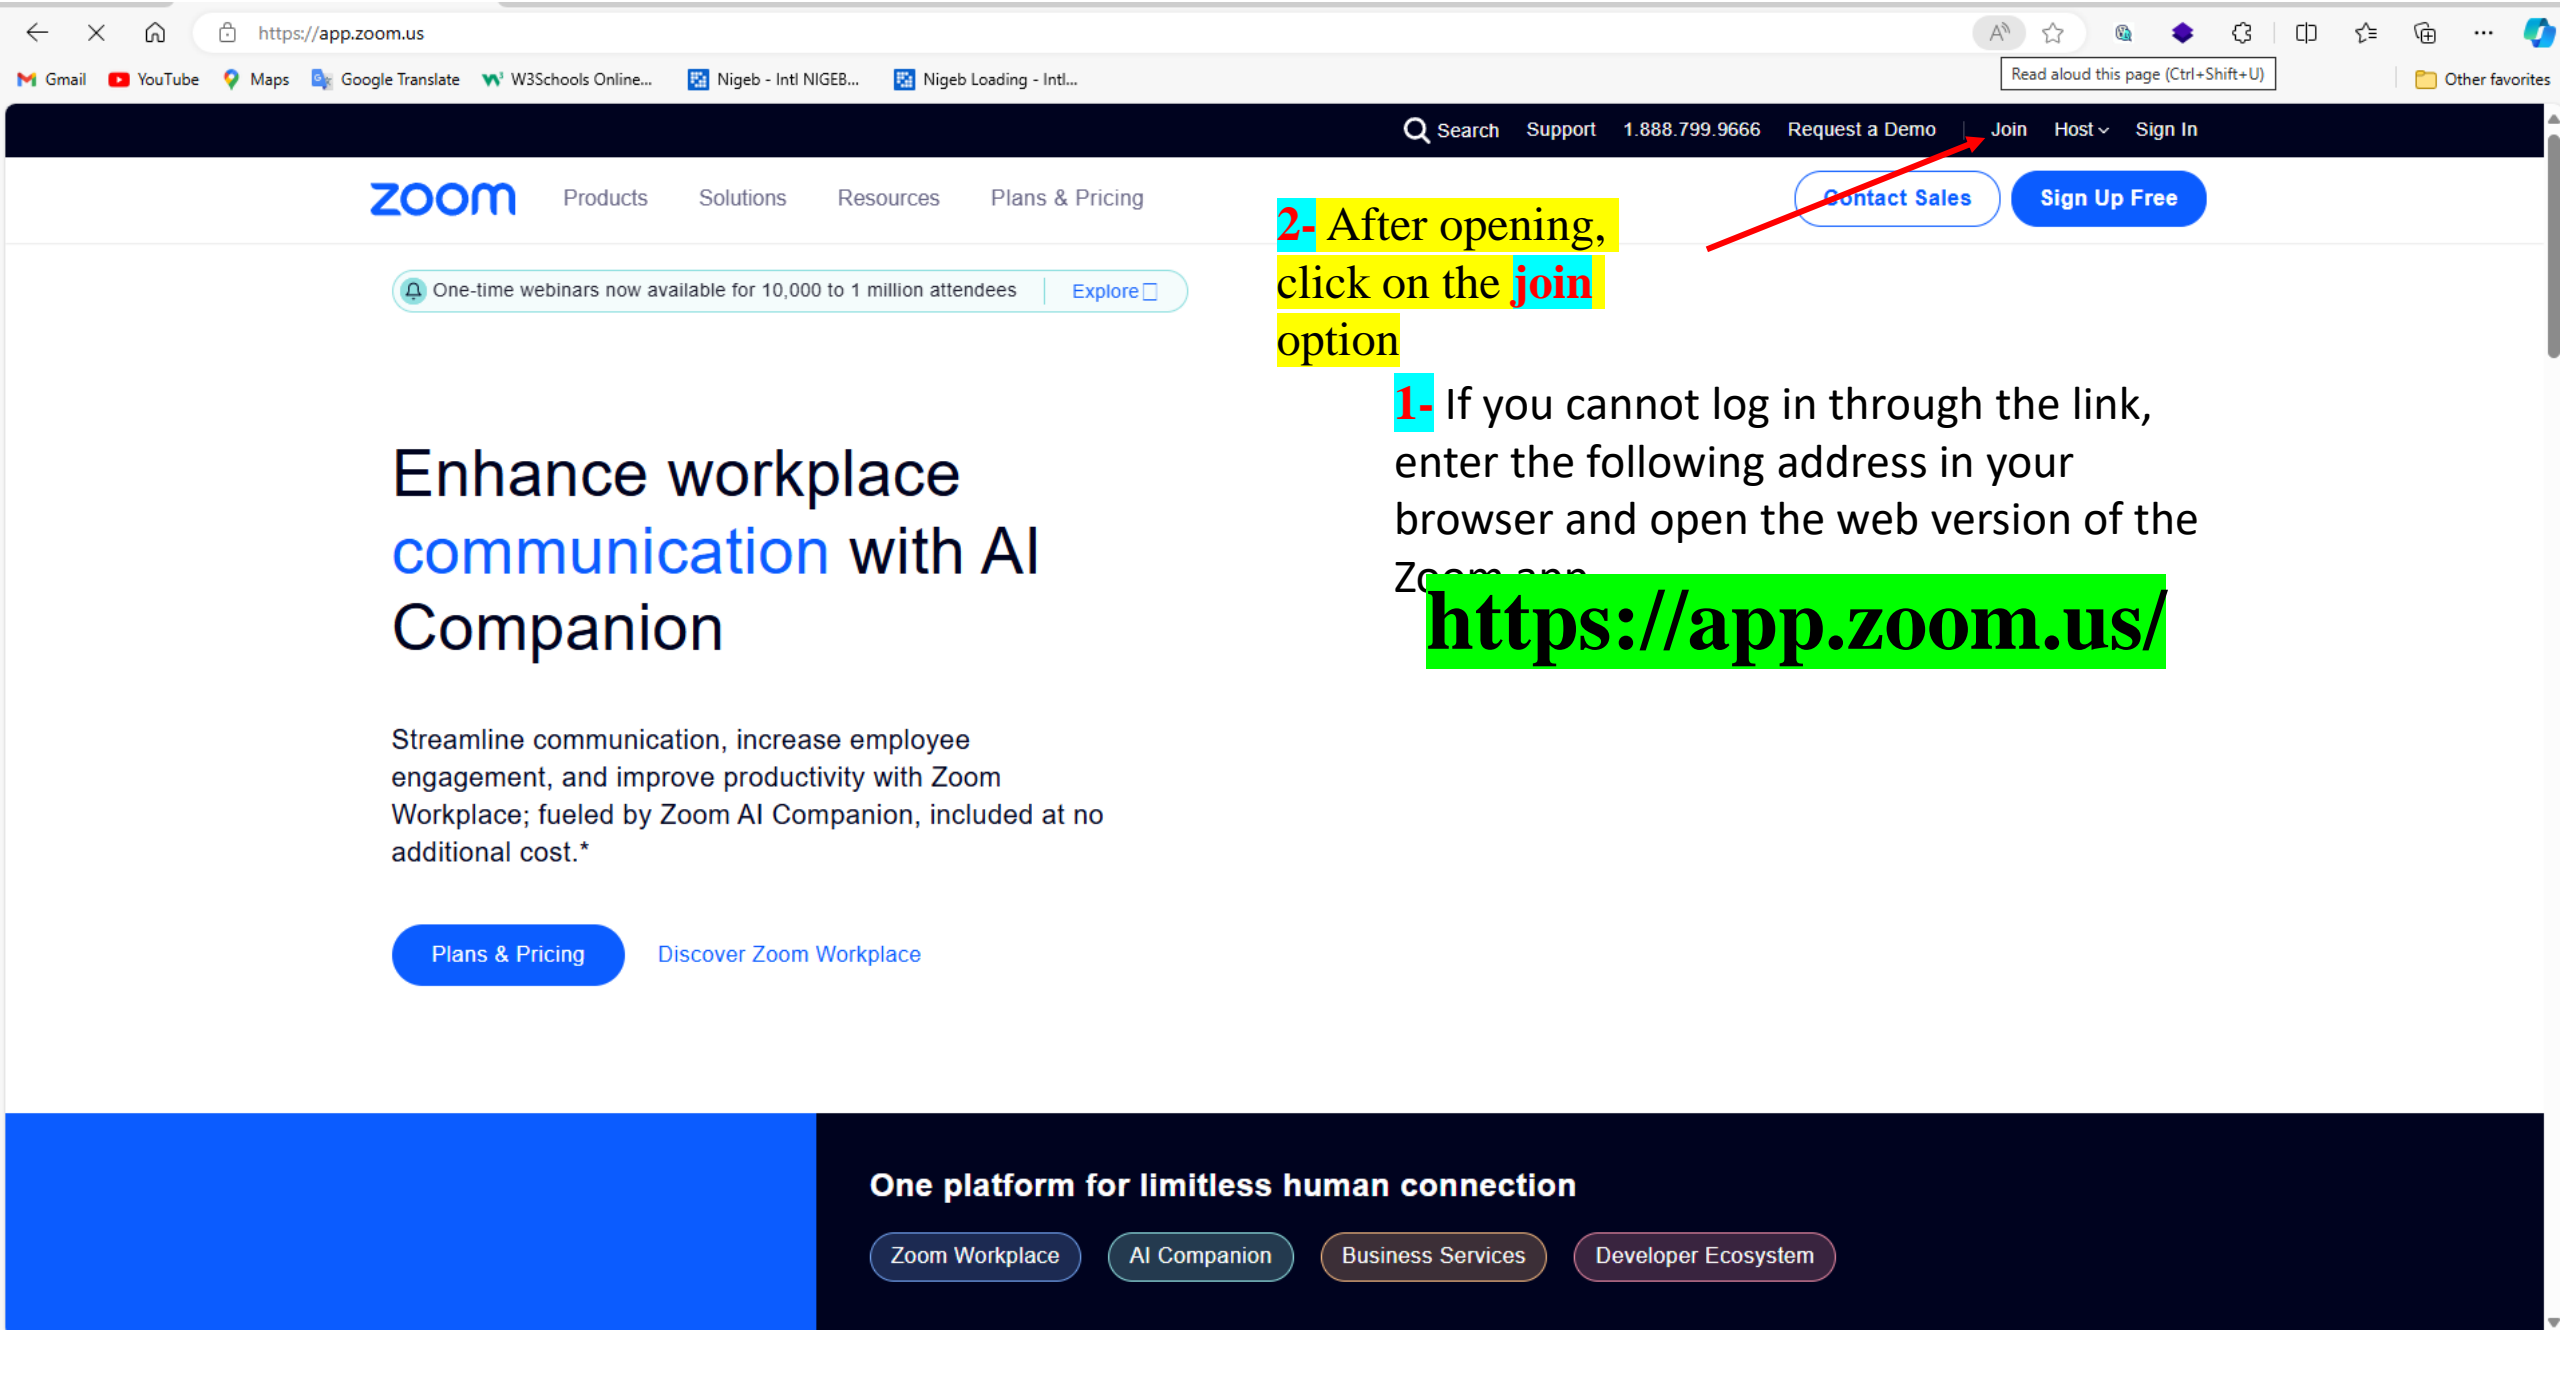 https://app.zoom.us
Gmail YouTube Maps Google Translate W3Schools Online... Nigeb - Intl NIGEB... Nigeb Loading - Intl...
Read aloud this page (Ctrl+Shift+U)
Other favorites
Search Support 1.888.799.9666 Request a Demo | Join Host Sign In
zoom Products Solutions Resources Plans & Pricing
Contact Sales Sign Up Free
2- After opening,
click on the join
option
One-time webinars now available for 10,000 to 1 million attendees Explore
1- If you cannot log in through the link,
enter the following address in your
browser and open the web version of the
Zoom app
https://app.zoom.us/
Enhance workplace
communication with AI
Companion
Streamline communication, increase employee
engagement, and improve productivity with Zoom
Workplace; fueled by Zoom AI Companion, included at no
additional cost.*
Plans & Pricing Discover Zoom Workplace
One platform for limitless human connection
Zoom Workplace AI Companion Business Services Developer Ecosystem